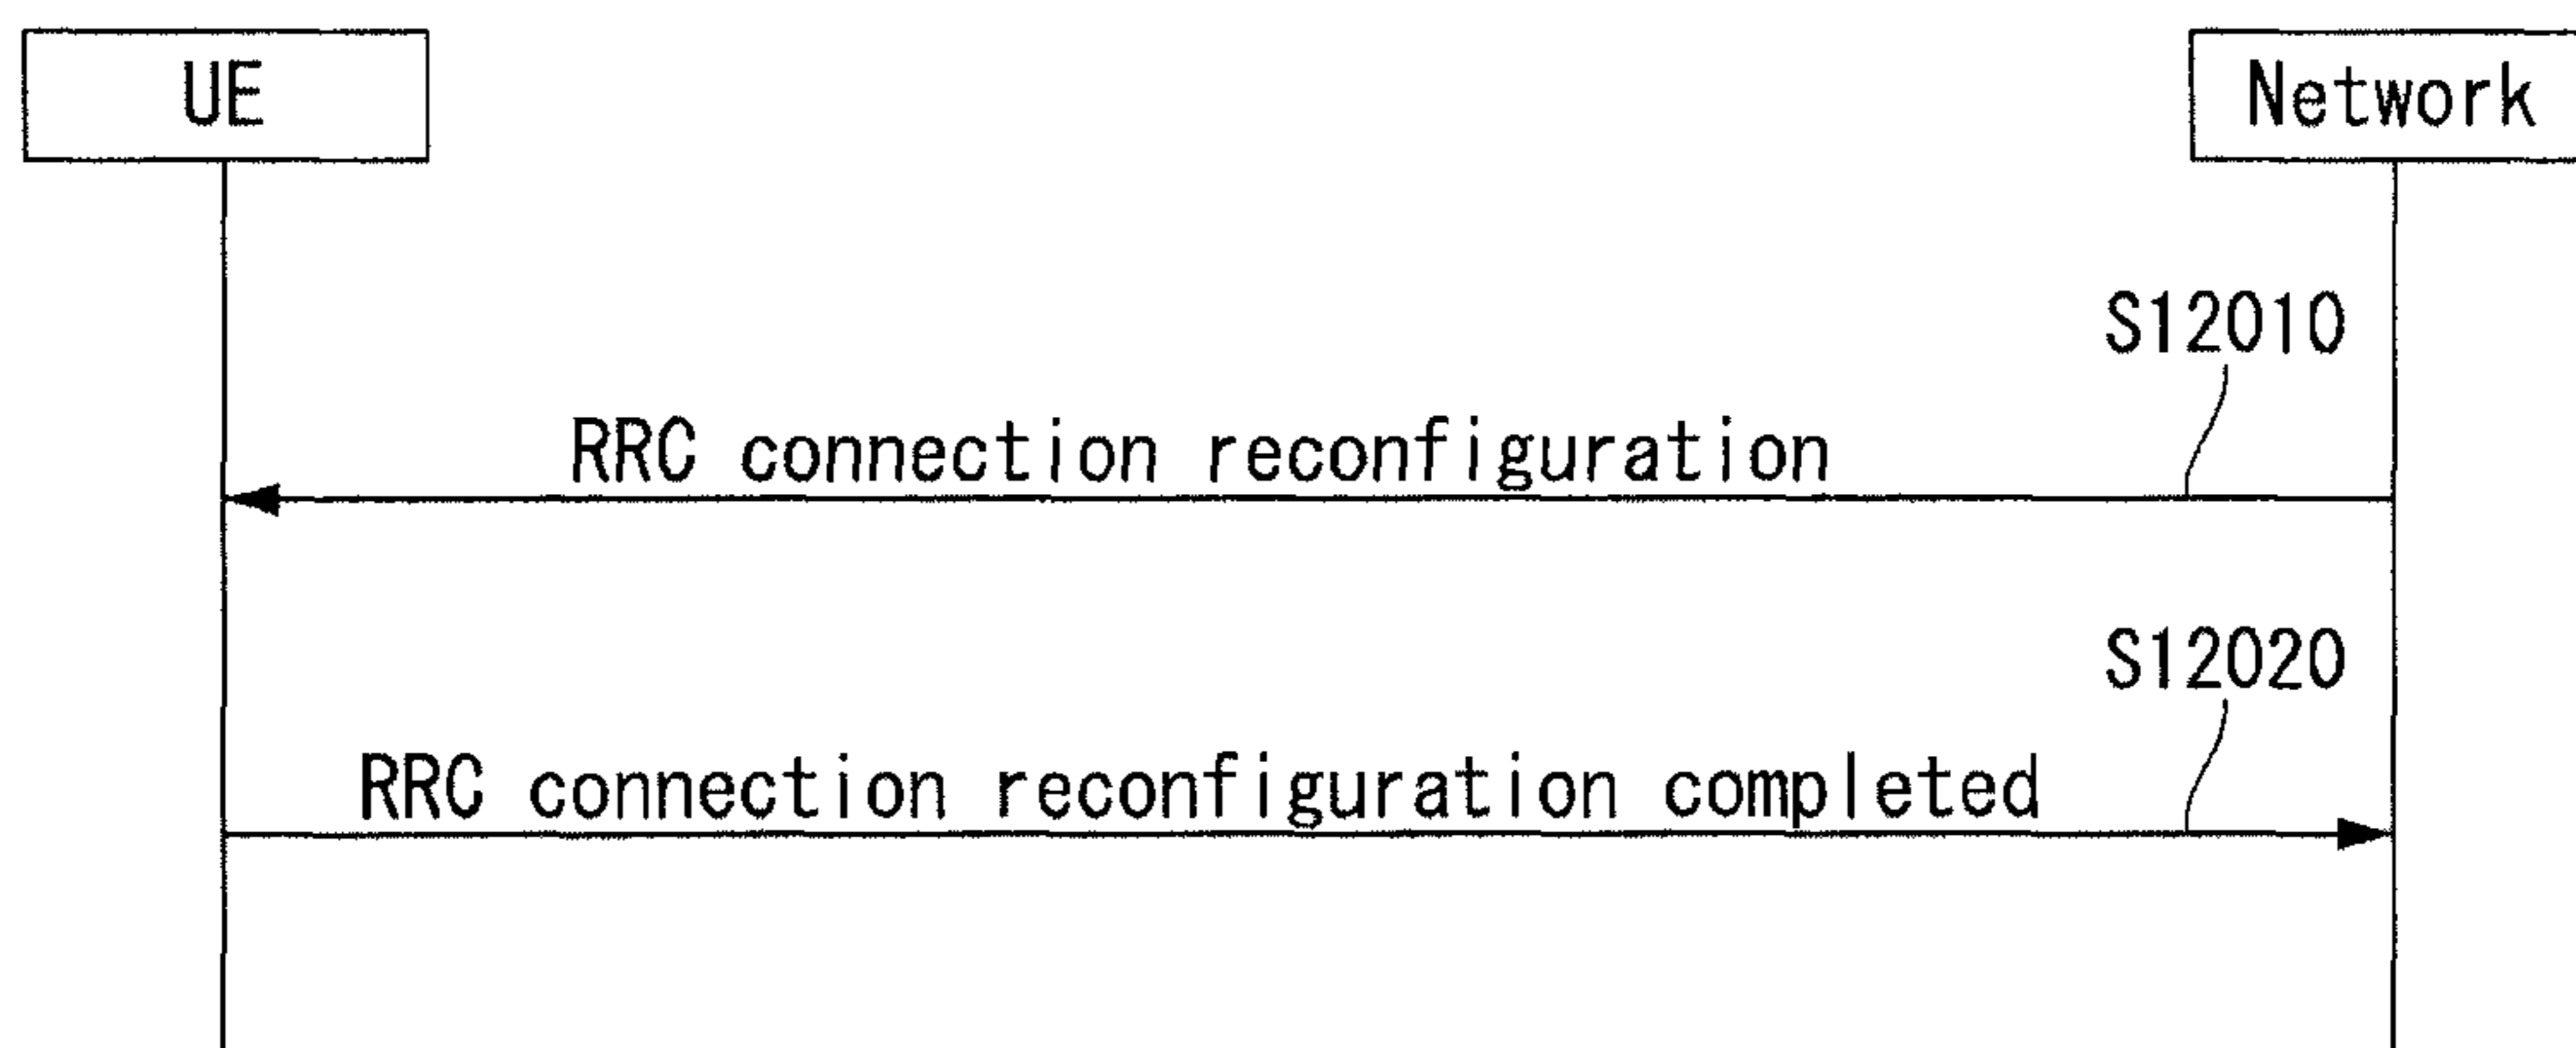 UE
Network
S12010
RRC connection reconfiguration
S12020
RRC connection reconfiguration completed